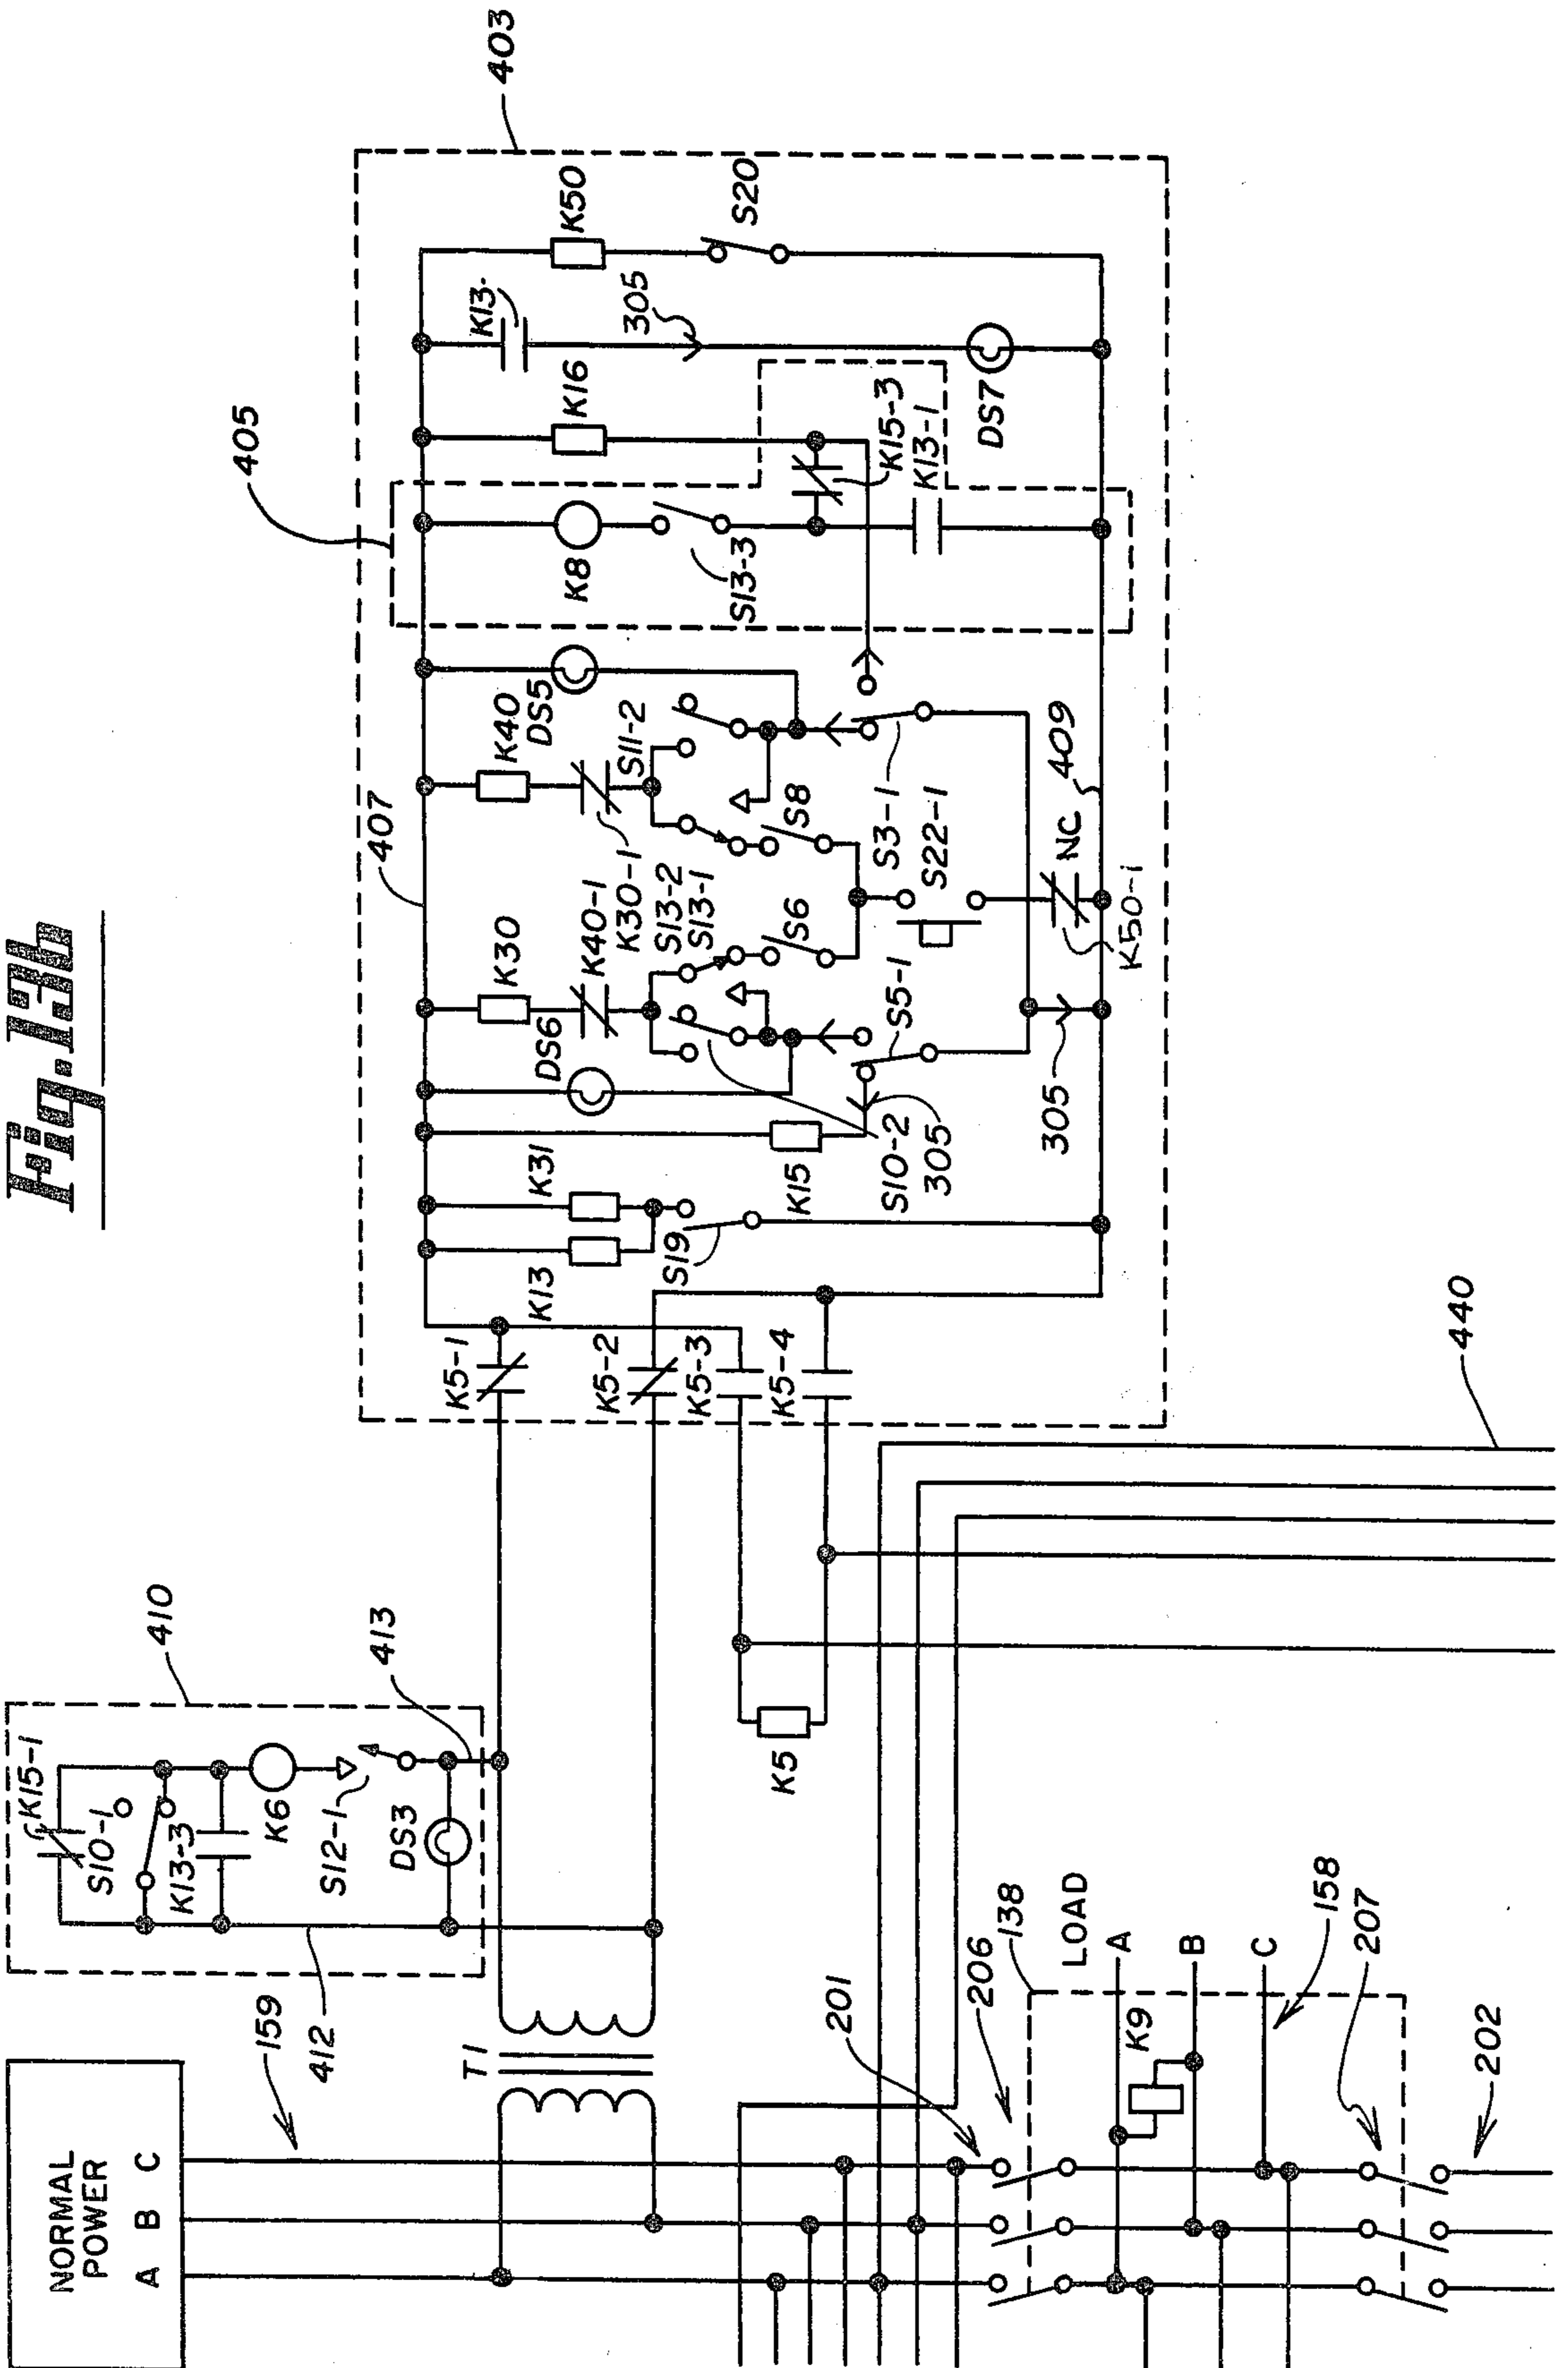 Fig.13b
NORMAL
POWER
A B C
159
412
410
K15-1
S10-1
K13-3
K6
S12-1
DS3
413
T1
201
206
138
LOAD
A
B
C
K9
158
207
202
K5
440
K5-1
K5-2
K5-3
K5-4
403
405
407
K13
K31
S19
K15
DS6
K30
K40-1
K30-1
S13-2
S13-1
S10-2
305
S5-1
305
S6
S8
S22-1
S3-1
K40
DS5
S11-2
NC
K50-1
409
K8
S13-3
K16
K15-3
K13-1
K13-
305
DS7
K50
S20